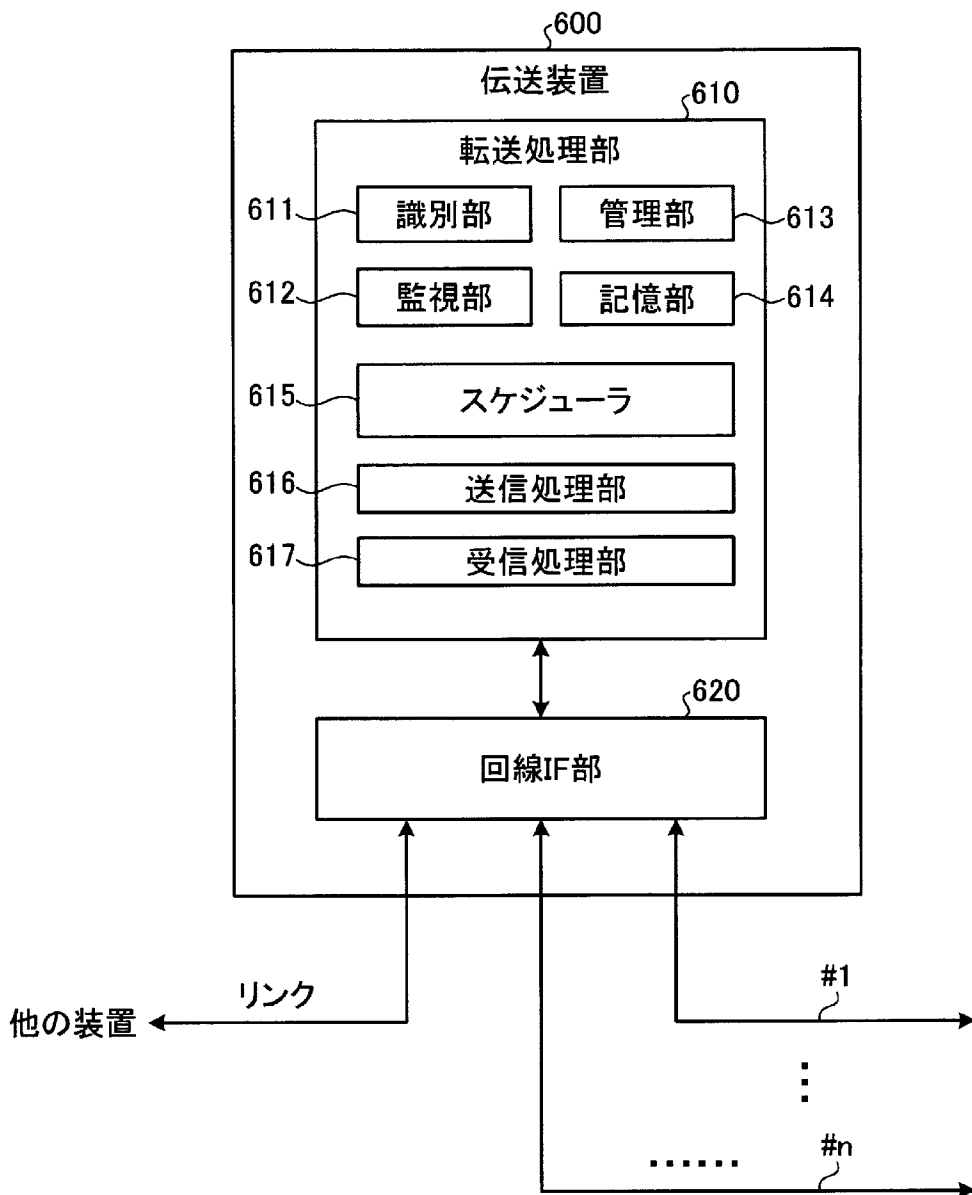 600
伝送装置
610
転送処理部
611 識別部 管理部 613
612 監視部 記憶部 614
615 スケジューラ
616 送信処理部
617 受信処理部
620
回線IF部
リンク
他の装置
#1
#n